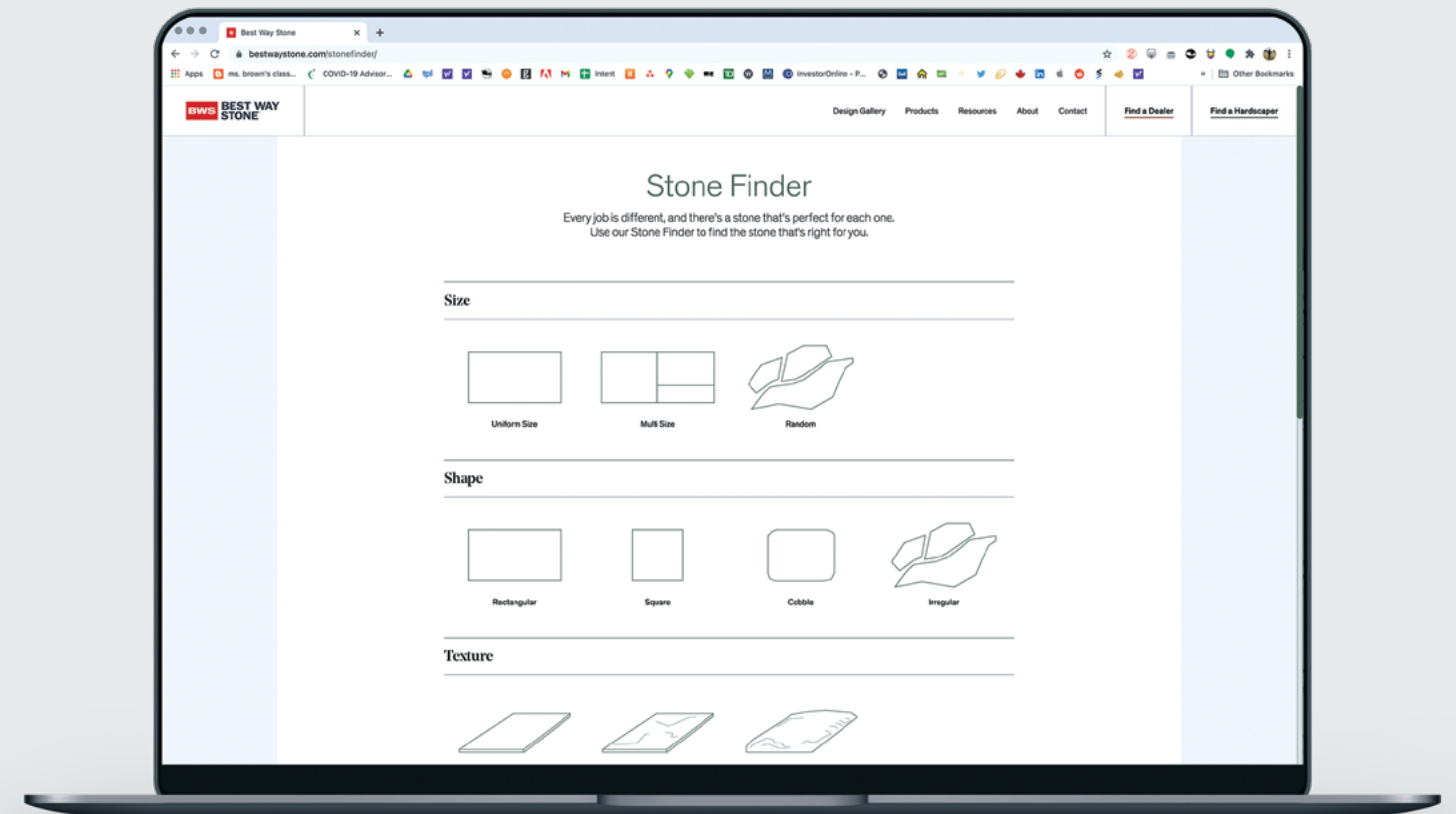 Best Way Stone
bestwaystone.com/stonefinder/
Apps
ms. brown's class...
COVID-19 Advisor...
Intent
InvestorOnline - P...
Other Bookmarks
BWS BEST WAY
STONE
Design Gallery Products Resources About Contact Find a Dealer Find a Hardscaper
Stone Finder
Every job is different, and there's a stone that's perfect for each one.
Use our Stone Finder to find the stone that's right for you.
Size
Uniform Size Multi Size Random
Shape
Rectangular Square Cobble Irregular
Texture